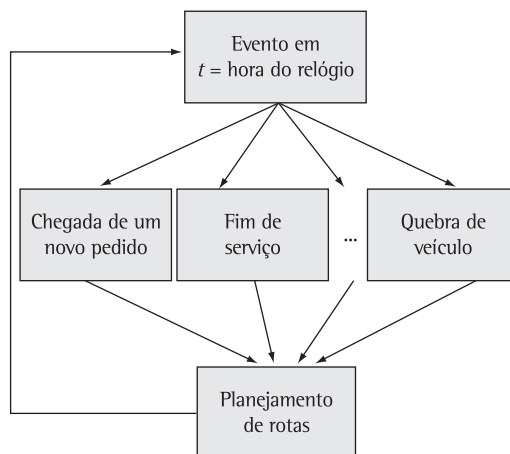 Evento em
t = hora do relógio
Chegada de um
novo pedido
Fim de
serviço
...
Quebra de
veículo
Planejamento
de rotas